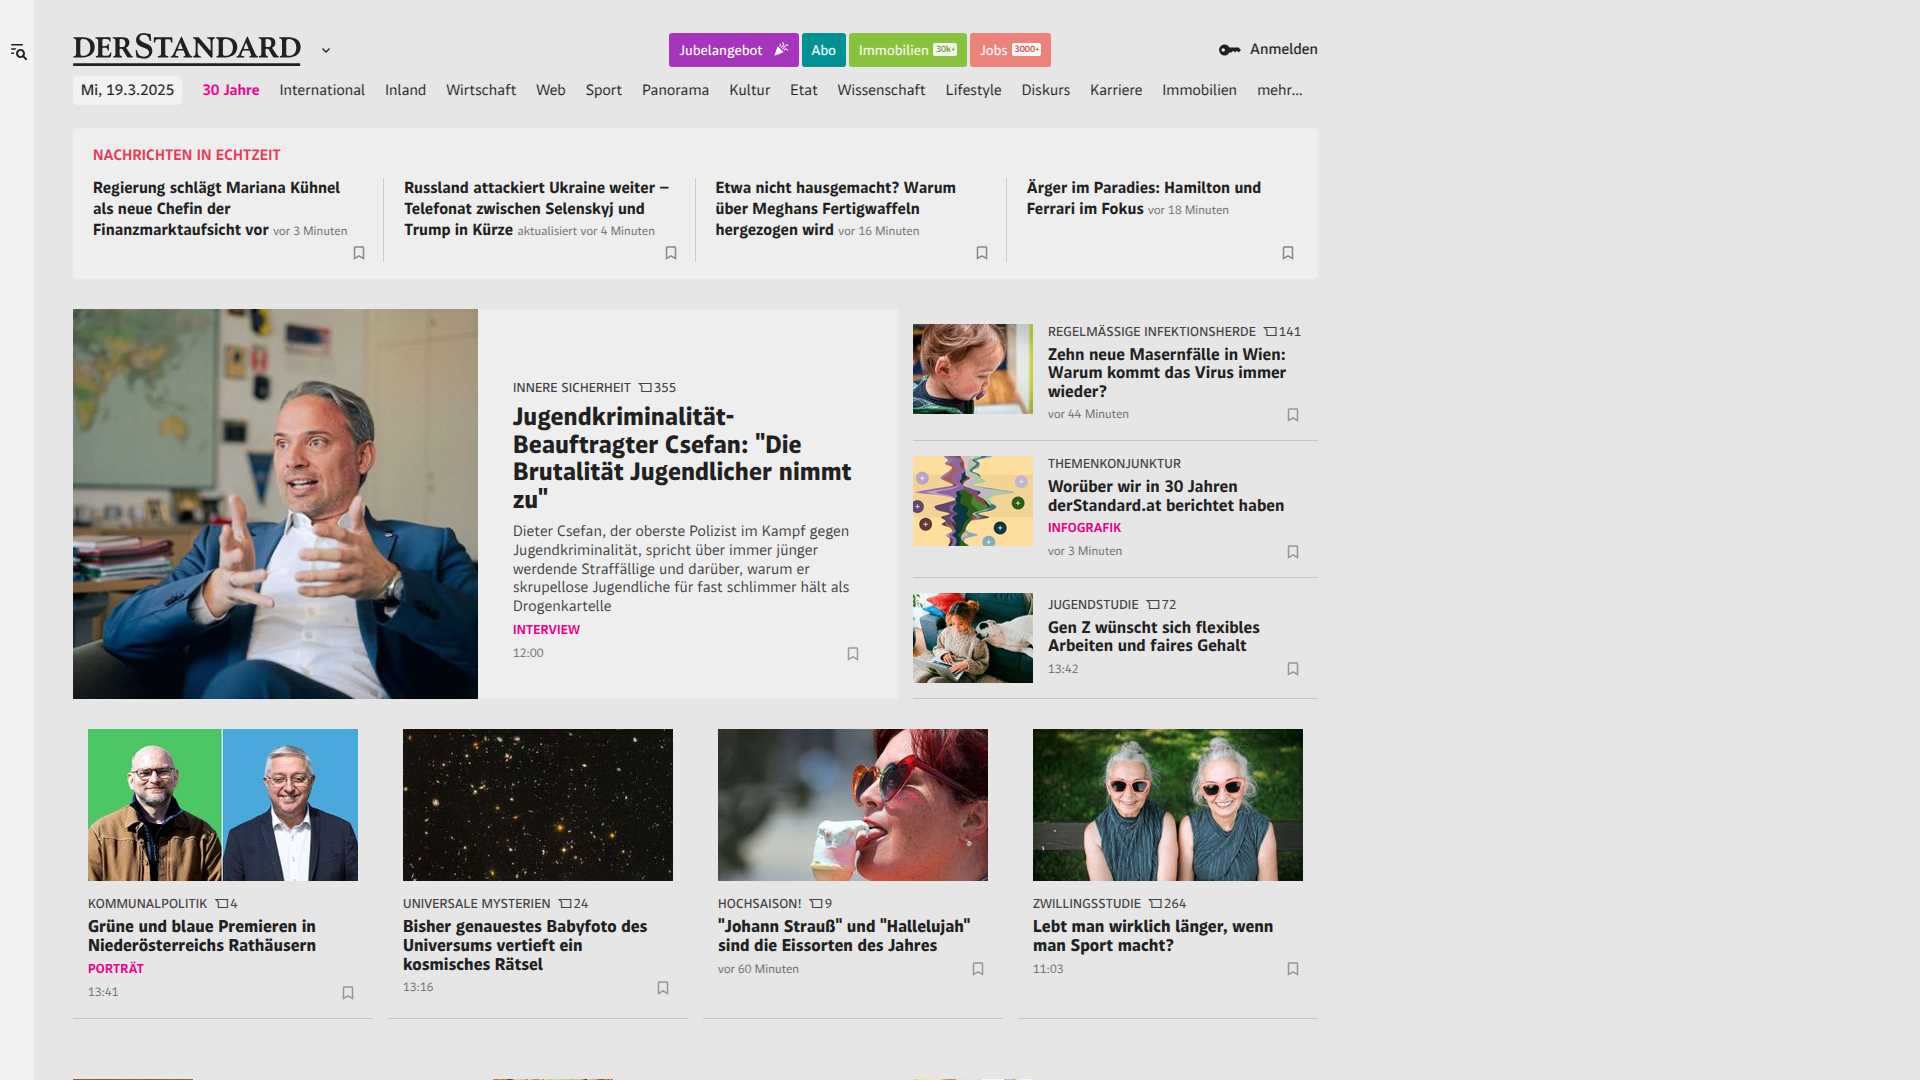 DERSTANDARD
Jubelangebot
Abo
Immobilien 30k+
Jobs 3000+
Anmelden
Mi, 19.3.2025
30 Jahre
International
Inland
Wirtschaft
Web
Sport
Panorama
Kultur
Etat
Wissenschaft
Lifestyle
Diskurs
Karriere
Immobilien
mehr...
NACHRICHTEN IN ECHTZEIT
Regierung schlägt Mariana Kühnel
als neue Chefin der
Finanzmarktaufsicht vor vor 3 Minuten
Russland attackiert Ukraine weiter –
Telefonat zwischen Selenskyj und
Trump in Kürze aktualisiert vor 4 Minuten
Etwa nicht hausgemacht? Warum
über Meghans Fertigwaffeln
hergezogen wird vor 16 Minuten
Ärger im Paradies: Hamilton und
Ferrari im Fokus vor 18 Minuten
INNERE SICHERHEIT 355
Jugendkriminalität-
Beauftragter Csefan: "Die
Brutalität Jugendlicher nimmt
zu"
Dieter Csefan, der oberste Polizist im Kampf gegen
Jugendkriminalität, spricht über immer jünger
werdende Straffällige und darüber, warum er
skrupellose Jugendliche für fast schlimmer hält als
Drogenkartelle
INTERVIEW
12:00
REGELMÄSSIGE INFEKTIONSHERDE 141
Zehn neue Masernfälle in Wien:
Warum kommt das Virus immer
wieder?
vor 44 Minuten
THEMENKONJUNKTUR
Worüber wir in 30 Jahren
derStandard.at berichtet haben
INFOGRAFIK
vor 3 Minuten
JUGENDSTUDIE 72
Gen Z wünscht sich flexibles
Arbeiten und faires Gehalt
13:42
KOMMUNALPOLITIK 4
Grüne und blaue Premieren in
Niederösterreichs Rathäusern
PORTRÄT
13:41
UNIVERSALE MYSTERIEN 24
Bisher genauestes Babyfoto des
Universums vertieft ein
kosmisches Rätsel
13:16
HOCHSAISON! 9
"Johann Strauß" und "Hallelujah"
sind die Eissorten des Jahres
vor 60 Minuten
ZWILLINGSSTUDIE 264
Lebt man wirklich länger, wenn
man Sport macht?
11:03